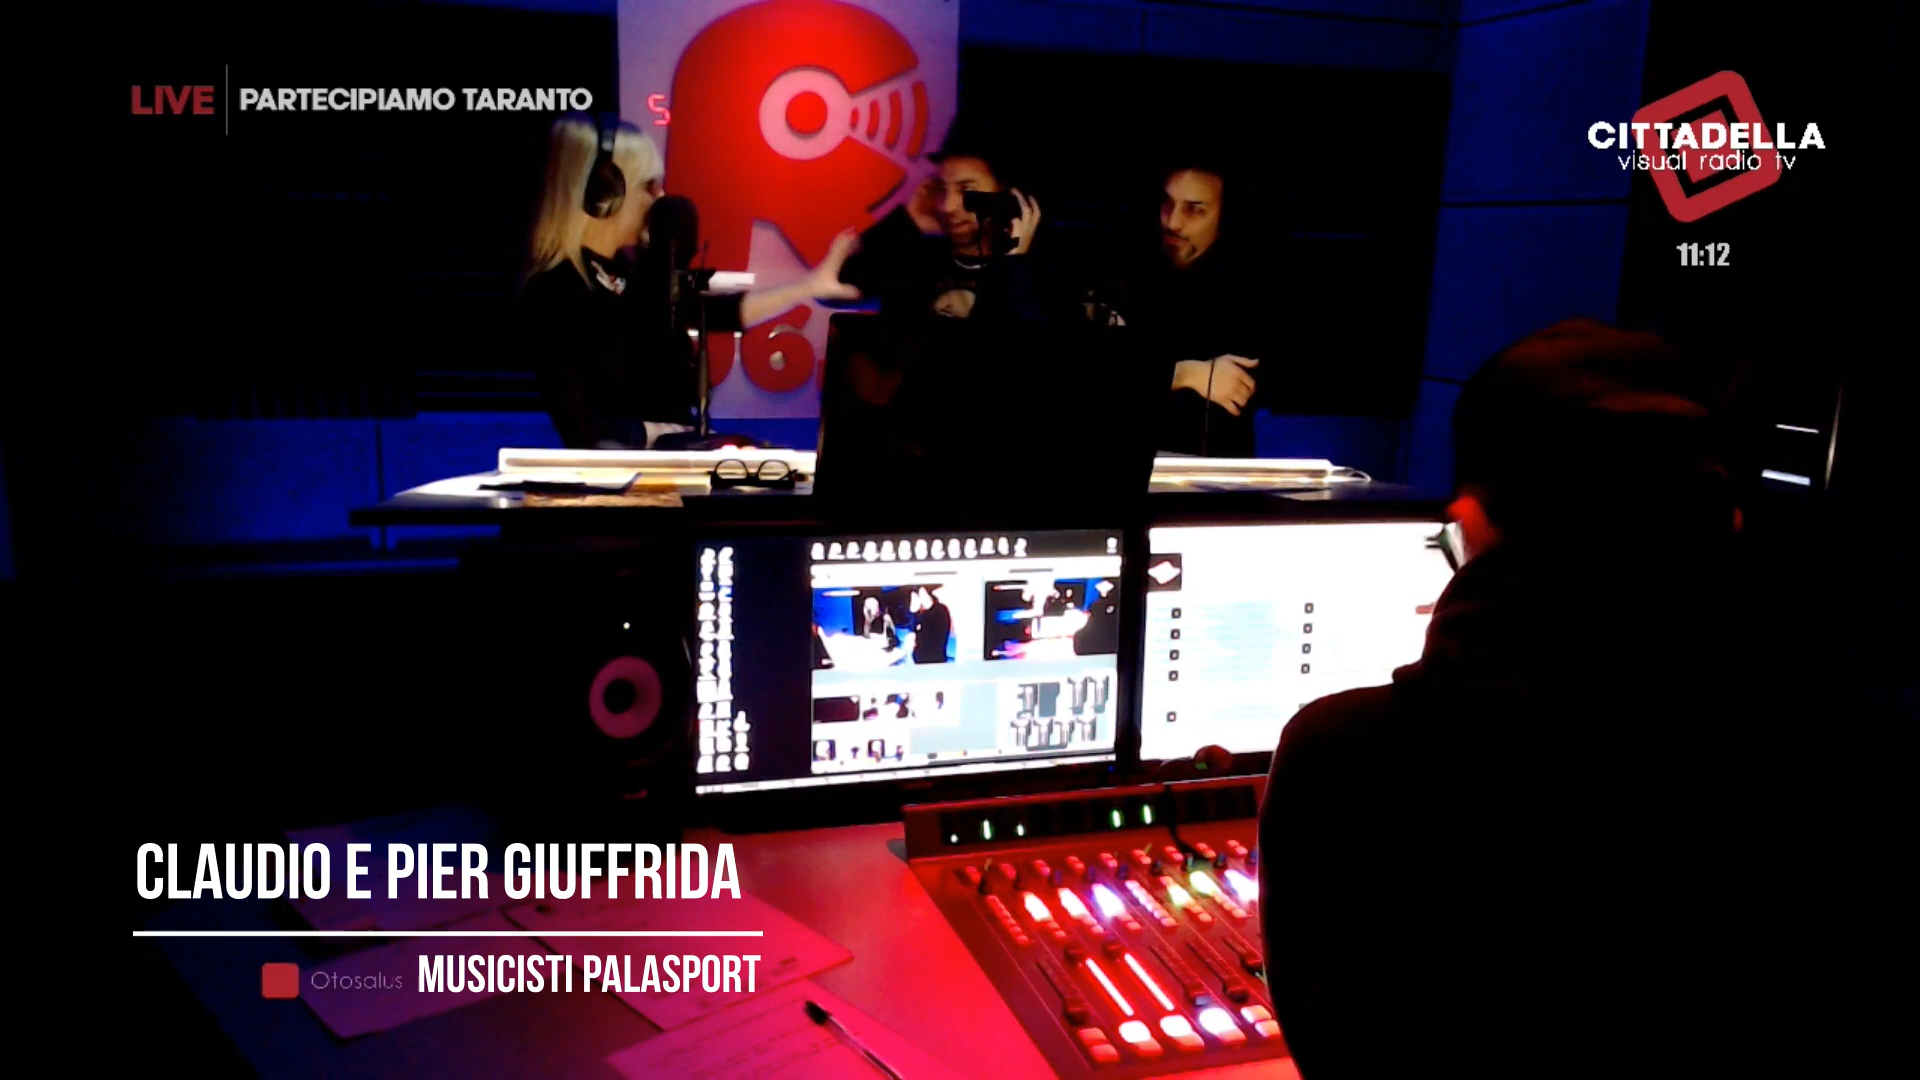 LIVE PARTECIPIAMO TARANTO
CITTADELLA
visual radio tv
11:12
CLAUDIO E PIER GIUFFRIDA
Otosalus MUSICISTI PALASPORT